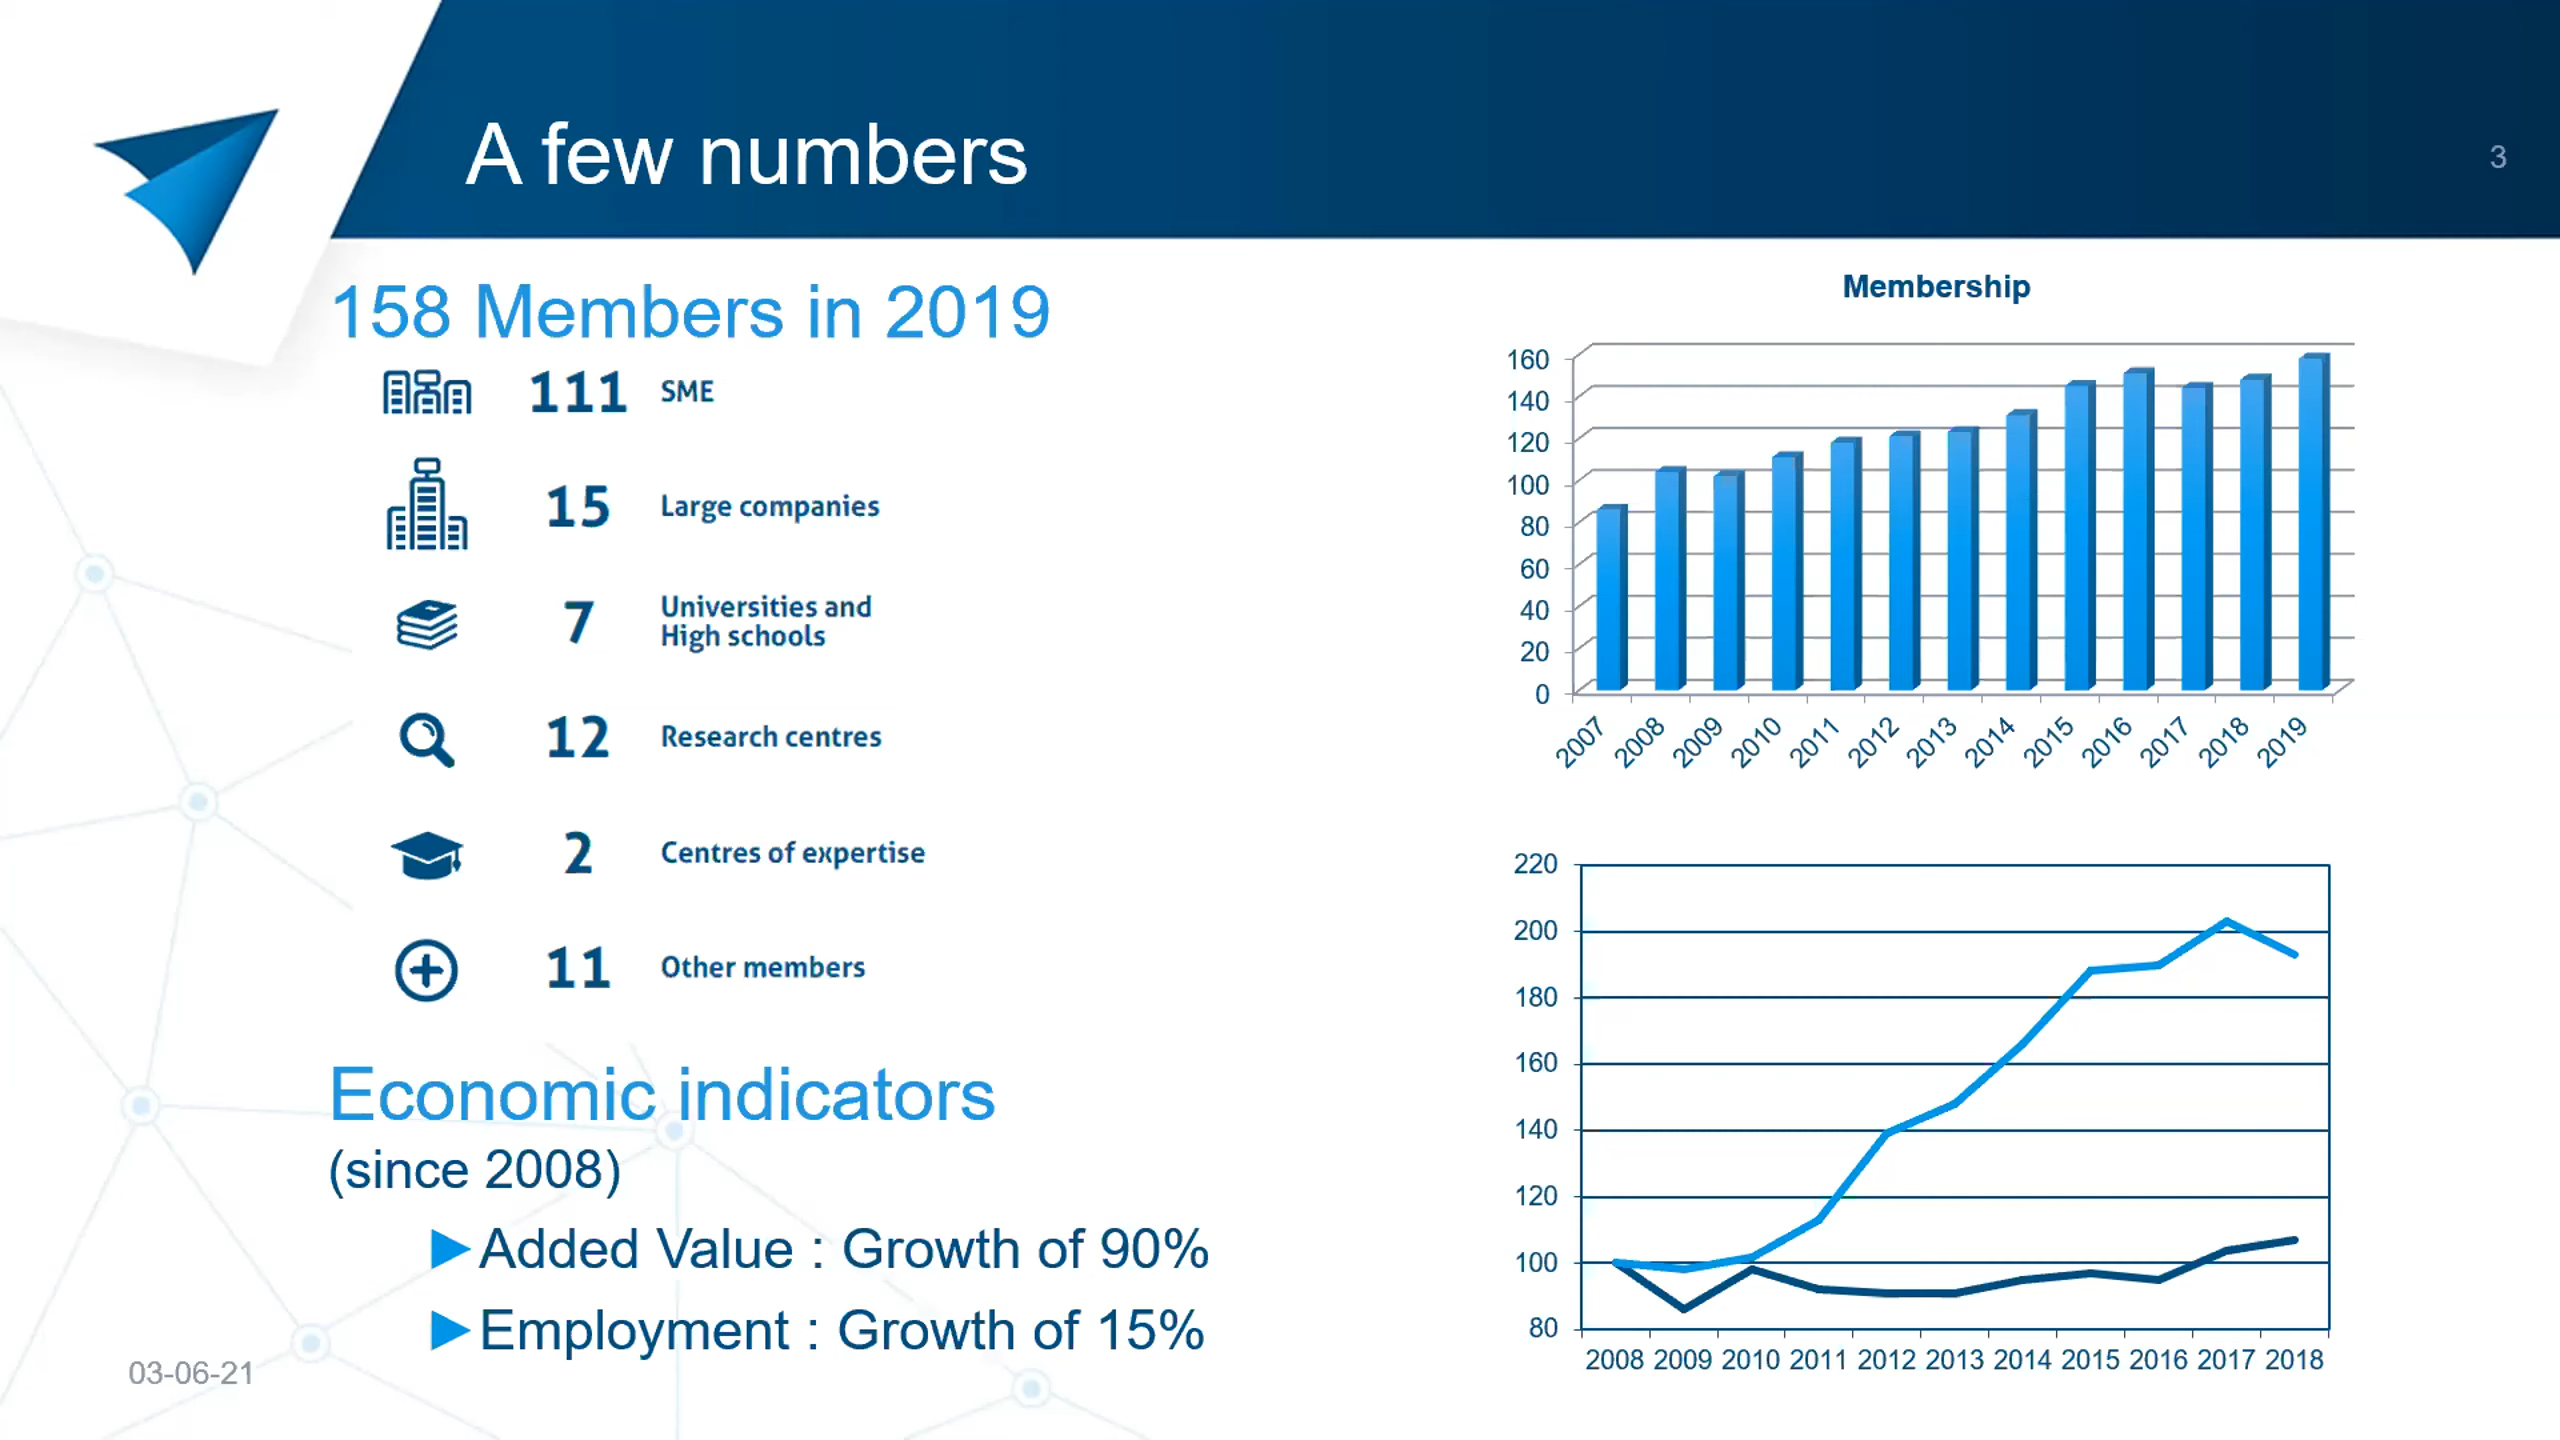 A few numbers
3
158 Members in 2019
111 SME
15 Large companies
7 Universities and
High schools
12 Research centres
2 Centres of expertise
11 Other members
Economic indicators
(since 2008)
Added Value : Growth of 90%
Employment : Growth of 15%
03-06-21
Membership
160
140
120
100
80
60
40
20
0
2007 2008 2009 2010 2011 2012 2013 2014 2015 2016 2017 2018 2019
220
200
180
160
140
120
100
80
2008 2009 2010 2011 2012 2013 2014 2015 2016 2017 2018